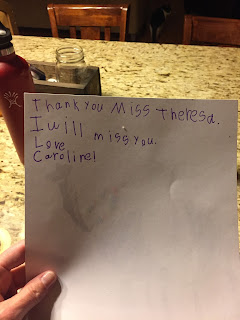 Thank you Miss Theresa.
I will miss you.
Love
Caroline!